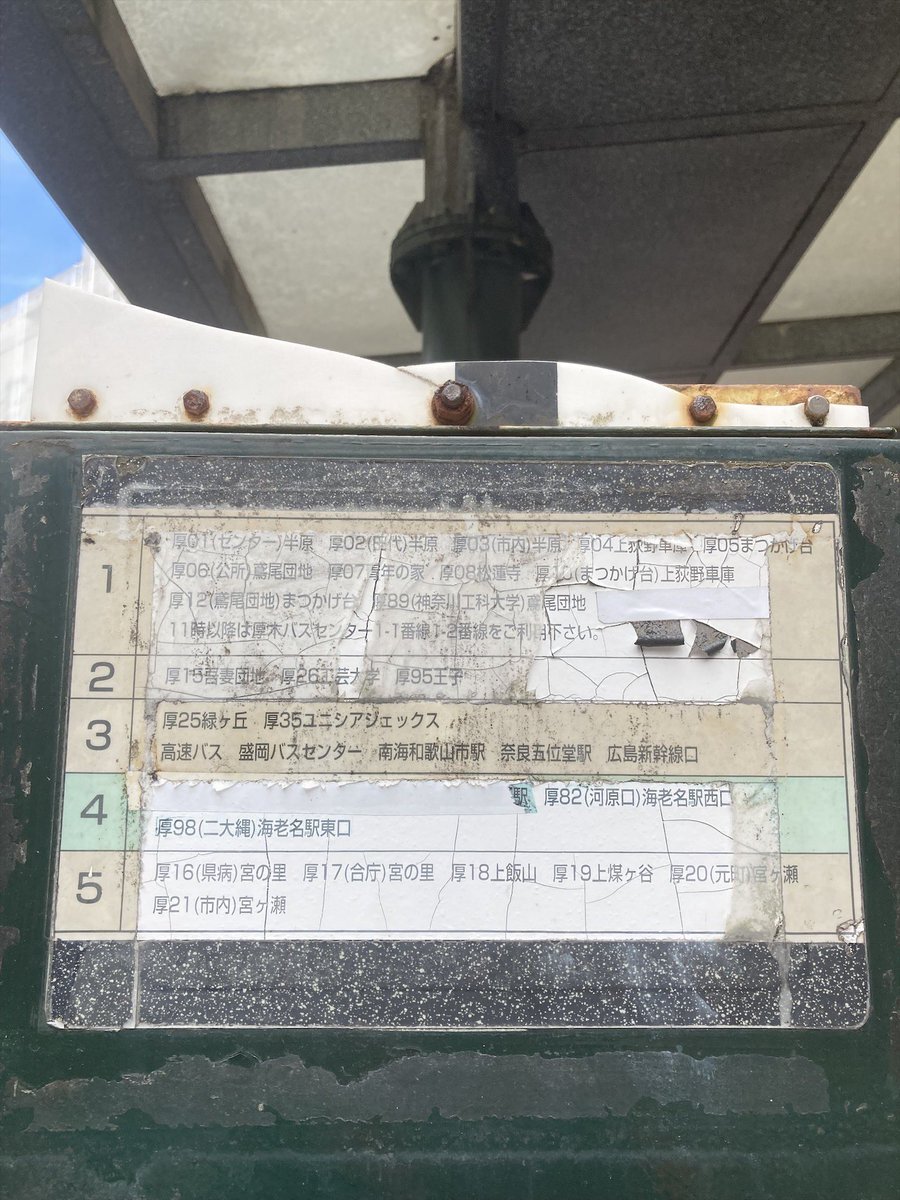 1
厚01(センター)半原 厚02(田代)半原 厚03(市内)半原 厚04上荻野車庫 厚05まつかげ台
厚06(公所)鳶尾団地 厚07 年の家 厚08松蓮寺 (まつかげ台)上荻野車庫
厚12(鳶尾団地)まつかげ台 厚89(神奈川工科大学)鳶尾団地
11時以降は厚木バスセンター1-1番線1-2番線をご利用下さい。
2
厚15吾妻団地 厚26工芸大学 厚95王子
3
厚25緑ヶ丘 厚35ユニシアジェックス
高速バス 盛岡バスセンター 南海和歌山市駅 奈良五位堂駅 広島新幹線口
4
駅 厚82(河原口)海老名駅西口
厚98(二大縄)海老名駅東口
5
厚16(県病)宮の里 厚17(合庁)宮の里 厚18上飯山 厚19上煤ヶ谷 厚20(元町)宮ヶ瀬
厚21(市内)宮ヶ瀬